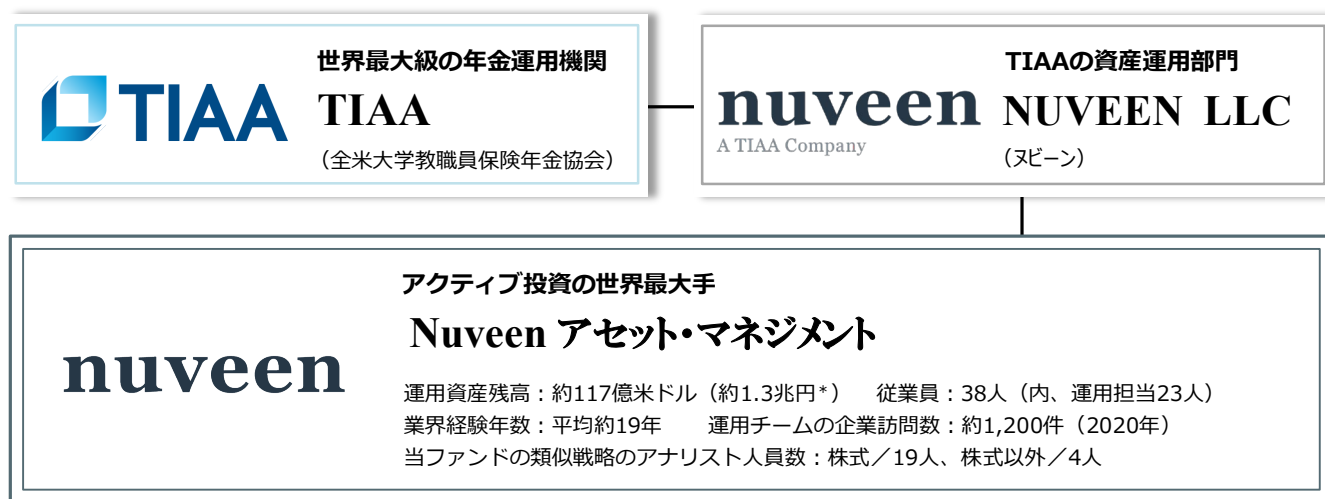 世界最大級の年金運用機関
TIAA
TIAA
（全米大学教職員保険年金協会）
TIAAの資産運用部門
nuveen
NUVEEN LLC
A TIAA Company
（ヌビーン）
アクティブ投資の世界最大手
nuveen
Nuveen アセット・マネジメント
運用資産残高：約117億米ドル（約1.3兆円*） 従業員：38人（内、運用担当23人）
業界経験年数：平均約19年 運用チームの企業訪問数：約1,200件（2020年）
当ファンドの類似戦略のアナリスト人員数：株式／19人、株式以外／4人